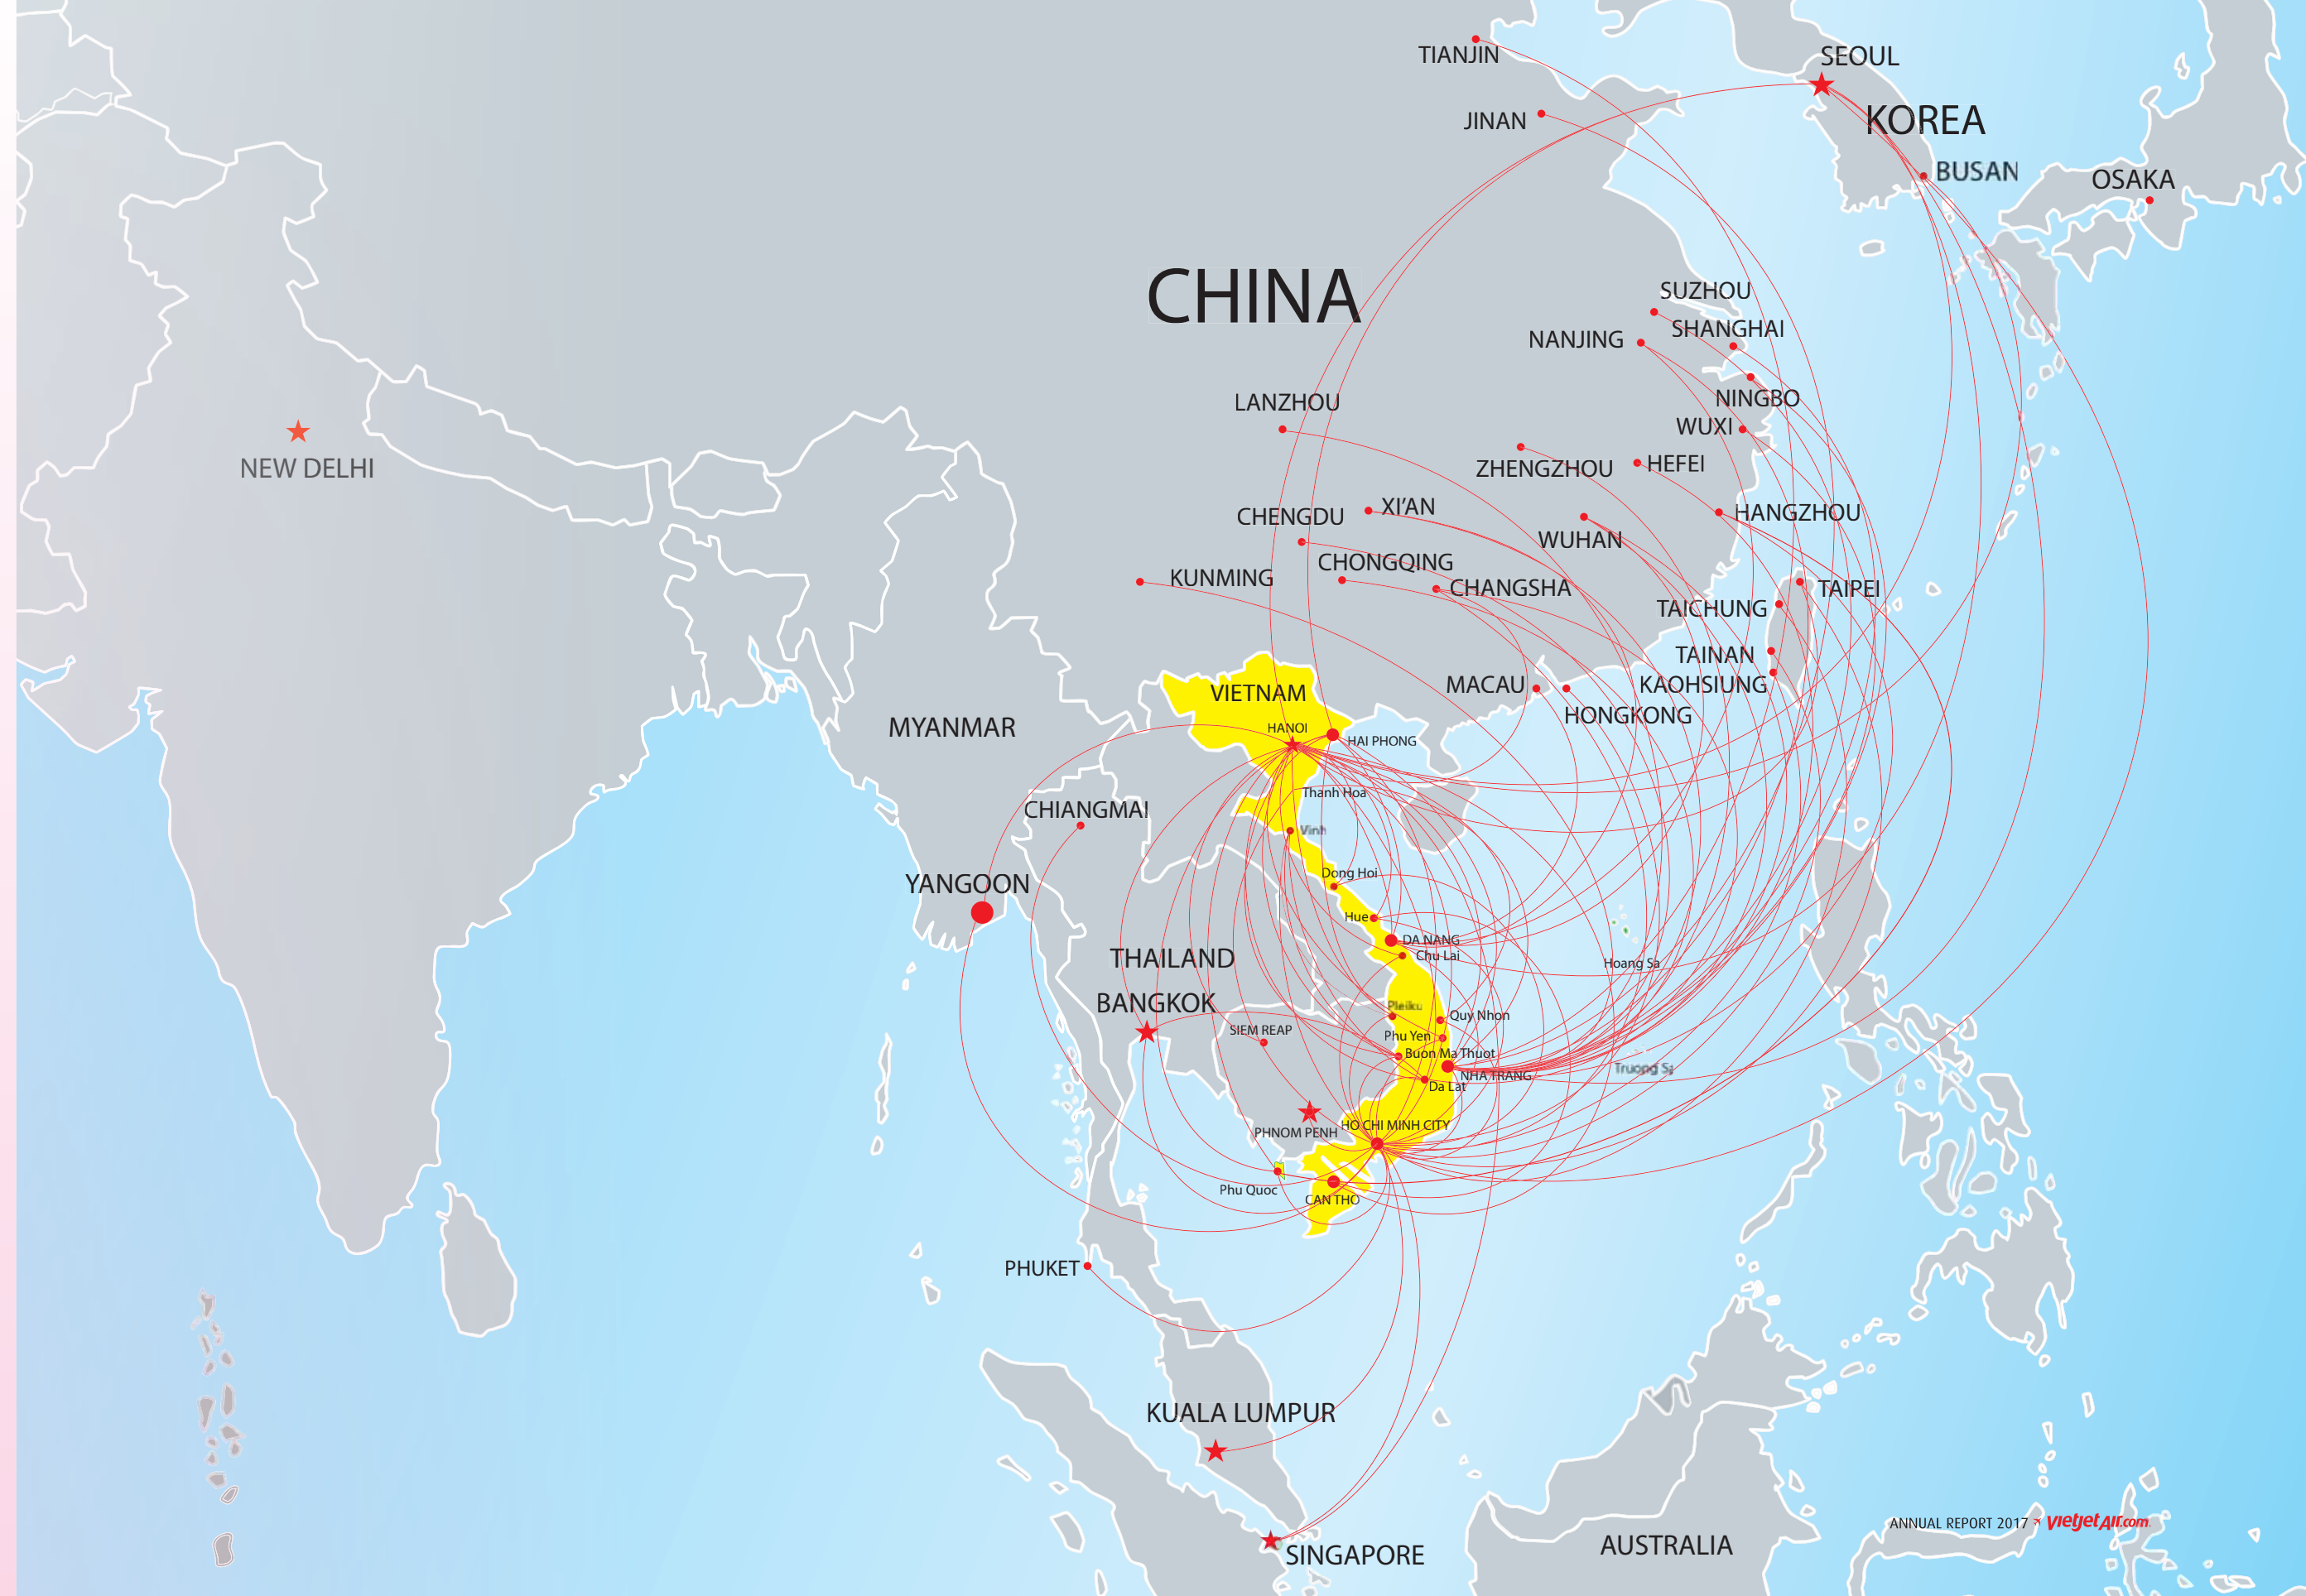 TIANJIN
SEOUL
JINAN
KOREA
BUSAN
OSAKA
CHINA
SUZHOU
SHANGHAI
NANJING
LANZHOU
NINGBO
WUXI
NEW DELHI
ZHENGZHOU
HEFEI
XI'AN
CHENGDU
HANGZHOU
WUHAN
CHONGQING
KUNMING
CHANGSHA
TAIPEI
TAICHUNG
TAINAN
MACAU
KAOHSIUNG
VIETNAM
HONGKONG
MYANMAR
HANOI
HAI PHONG
Thanh Hoa
CHIANGMAI
Vinh
Dong Hoi
YANGOON
Hue
DA NANG
Chu Lai
THAILAND
Hoang Sa
BANGKOK
Pleiku
Quy Nhon
SIEM REAP
Phu Yen
Buon Ma Thuot
Truong Sa
NHA TRANG
Da Lat
HO CHI MINH CITY
PHNOM PENH
Phu Quoc
CAN THO
PHUKET
KUALA LUMPUR
ANNUAL REPORT 2017 vietjetAir.com
AUSTRALIA
SINGAPORE